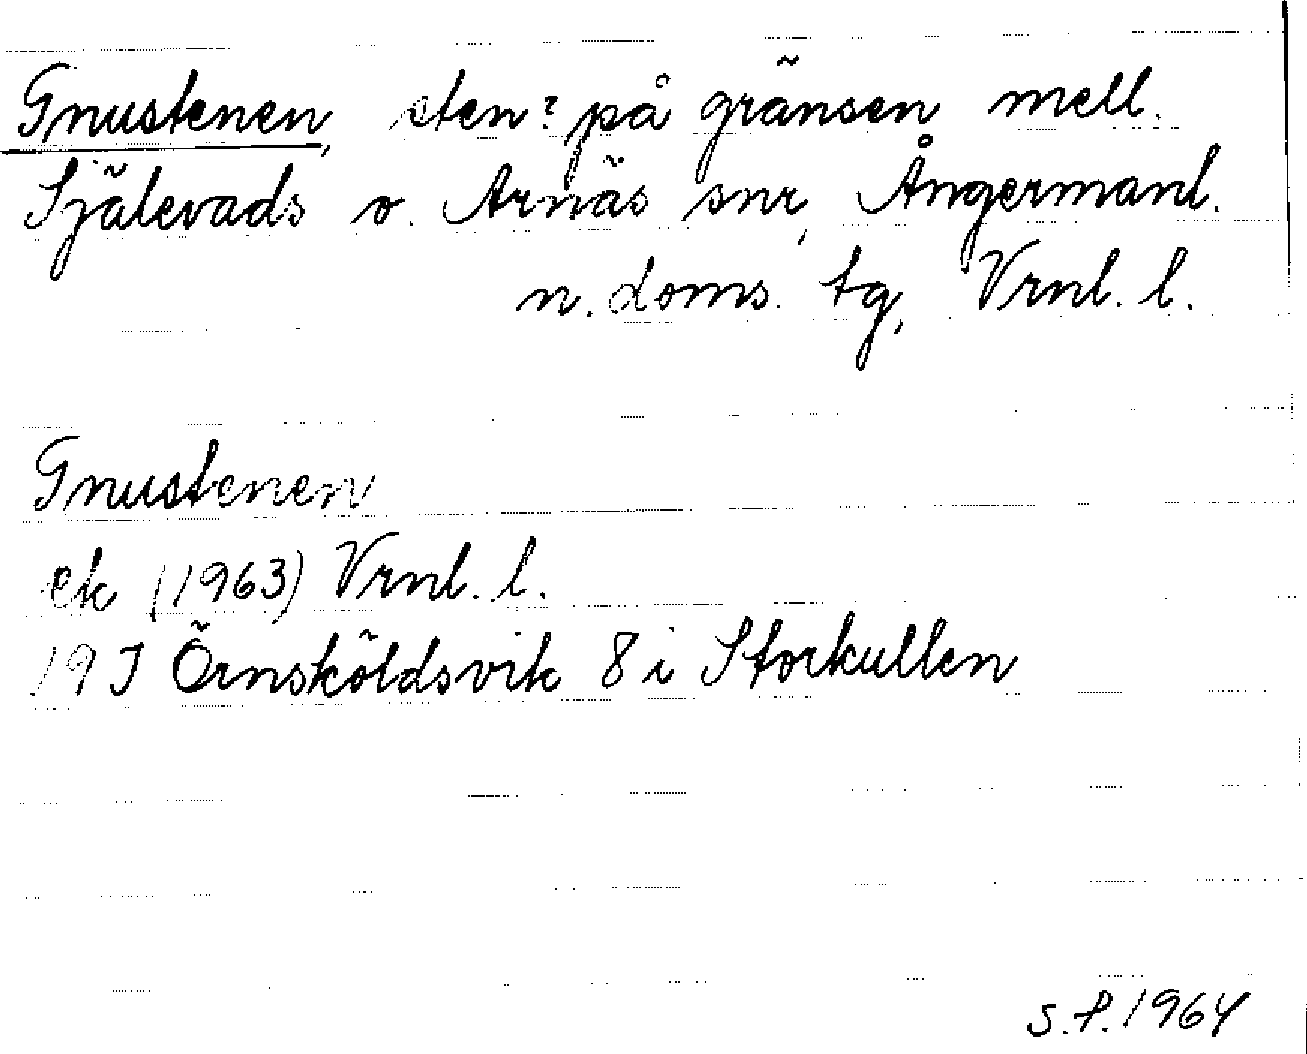 Gnustenen, sten? på gränsen mell.
Själevads o. Arnäs snr, Ångermanl.
n. doms. tg, Vrnl. l.
Gnustenen
ek (1963) Vrnl. l.
19J Örnsköldsvik 8 i Storkullen
S.P. 1964